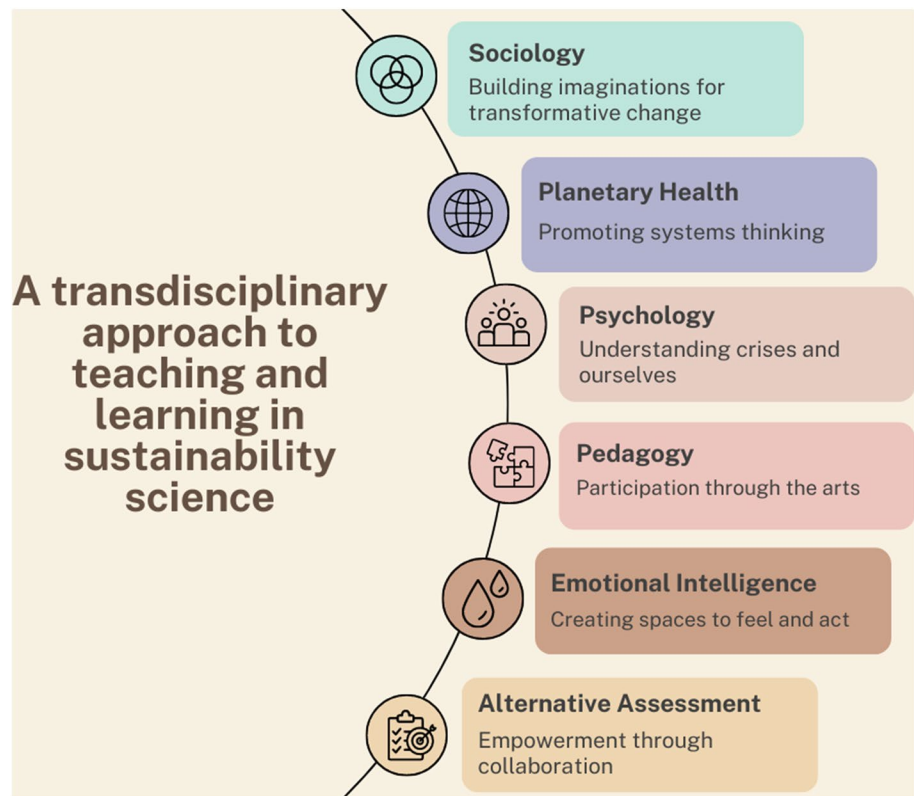 A transdisciplinary
approach to
teaching and
learning in
sustainability
science
Sociology
Building imaginations for
transformative change
Planetary Health
Promoting systems thinking
Psychology
Understanding crises and
ourselves
Pedagogy
Participation through the arts
Emotional Intelligence
Creating spaces to feel and act
Alternative Assessment
Empowerment through
collaboration